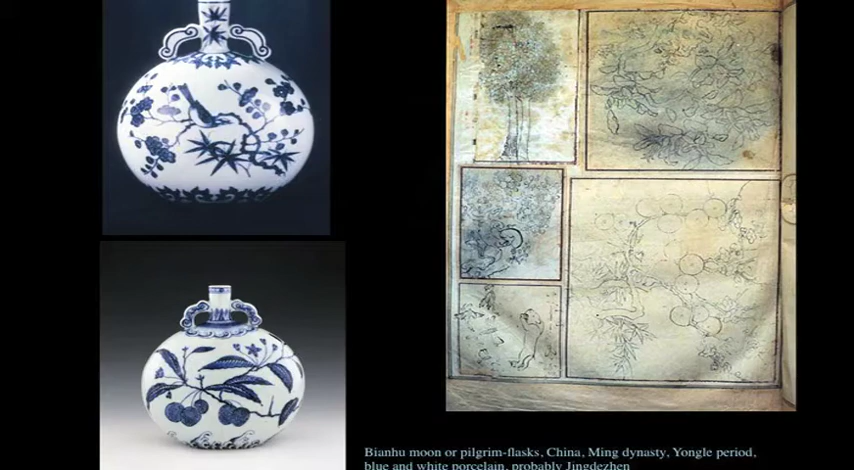 Bianhu moon or pilgrim-flasks, China, Ming dynasty, Yongle period,
blue and white porcelain, probably Jingdezhen